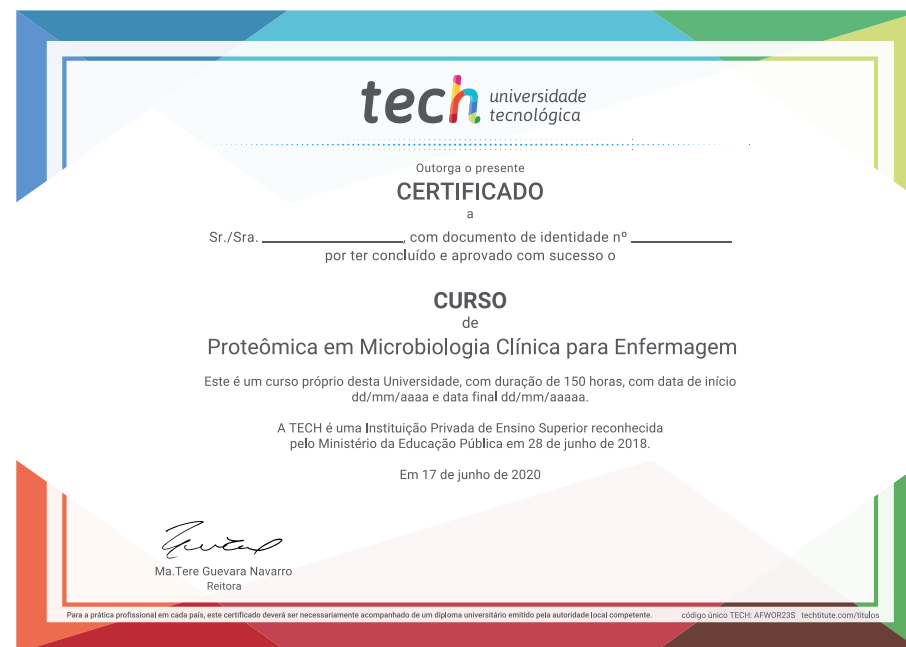 tech universidade
tecnológica
Outorga o presente
CERTIFICADO
a
Sr./Sra. ____________________, com documento de identidade nº ______________
por ter concluído e aprovado com sucesso o
CURSO
de
Proteômica em Microbiologia Clínica para Enfermagem
Este é um curso próprio desta Universidade, com duração de 150 horas, com data de início
dd/mm/aaaa e data final dd/mm/aaaaa.
A TECH é uma Instituição Privada de Ensino Superior reconhecida
pelo Ministério da Educação Pública em 28 de junho de 2018.
Em 17 de junho de 2020
Ma.Tere Guevara Navarro
Reitora
Para a prática profissional em cada país, este certificado deverá ser necessariamente acompanhado de um diploma universitário emitido pela autoridade local competente. código único TECH: AFWOR23S techtitute.com/titulos